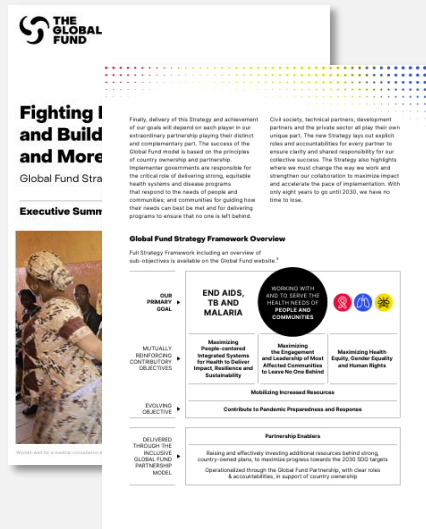 THE
GLOBAL
FUND
Fighting
and Build
and More
Global Fund Stra
Executive Summ
Women wait for a medical consultation
Finally, delivery of this Strategy and achievement
of our goals will depend on each player in our
extraordinary partnership playing their distinct
and complementary part. The success of the
Global Fund model is based on the principles
of country ownership and partnership.
Implementer governments are responsible for
the critical role of delivering strong, equitable
health systems and disease programs
that respond to the needs of people and
communities; and communities for guiding how
their needs can be met and for delivering
programs to ensure that no one is left behind.
Civil society, technical partners, development
partners and the private sector all play their own
unique part. The new Strategy lays out explicit
roles and accountabilities for every partner to
ensure clarity and shared responsibility for our
collective success. The Strategy also highlights
where we must change the way we work and
strengthen our collaboration to maximize impact
and accelerate the pace of implementation. With
only eight years to go until 2030, we have no
time to lose.
Global Fund Strategy Framework Overview
Full Strategy Framework including an overview of
sub-objectives is available on the Global Fund website.
OUR
PRIMARY
GOAL
END AIDS,
TB AND
MALARIA
WORKING WITH
AND TO SERVE THE
HEALTH NEEDS OF
PEOPLE AND
COMMUNITIES
MUTUALLY
REINFORCING
CONTRIBUTORY
OBJECTIVES
Maximizing
People-centered
Integrated Systems
for Health to Deliver
Impact, Resilience and
Sustainability
Maximizing
the Engagement
and Leadership of Most
Affected Communities
to Leave No One Behind
Maximizing Health
Equity, Gender Equality
and Human Rights
Mobilizing Increased Resources
EVOLVING
OBJECTIVE
Contribute to Pandemic Preparedness and Response
DELIVERED
THROUGH THE
INCLUSIVE
GLOBAL FUND
PARTNERSHIP
MODEL
Partnership Enablers
Raising and effectively investing additional resources behind strong,
country-owned plans, to maximize progress towards the 2030 SDG targets
Operationalized through the Global Fund Partnership, with clear roles
& accountabilities, in support of country ownership